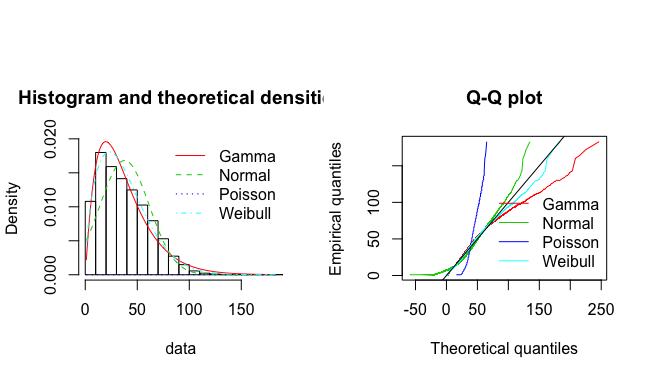 Histogram and theoretical densitie
Density
0.000 0.010 0.020
Gamma
Normal
Poisson
Weibull
0 50 100 150
data
Q-Q plot
Empirical quantiles
0 50 100
Gamma
Normal
Poisson
Weibull
-50 0 50 150 250
Theoretical quantiles